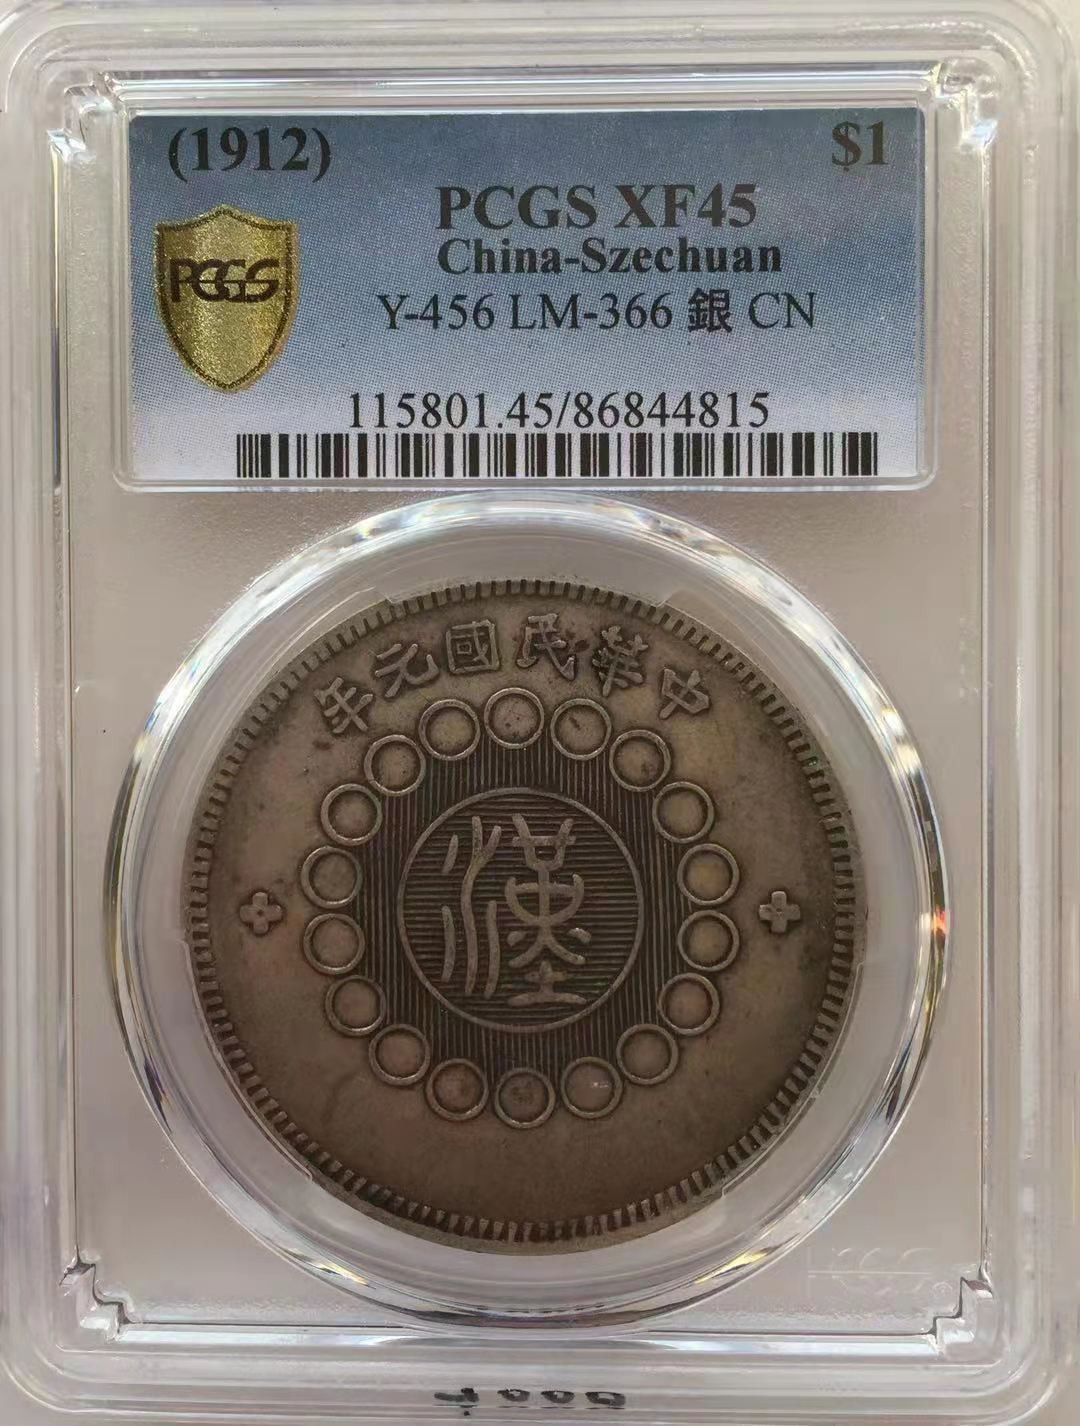 (1912) $1
PCGS XF45
PCGS
China-Szechuan
Y-456 LM-366 銀 CN
115801.45/86844815
年元國民華中
漢